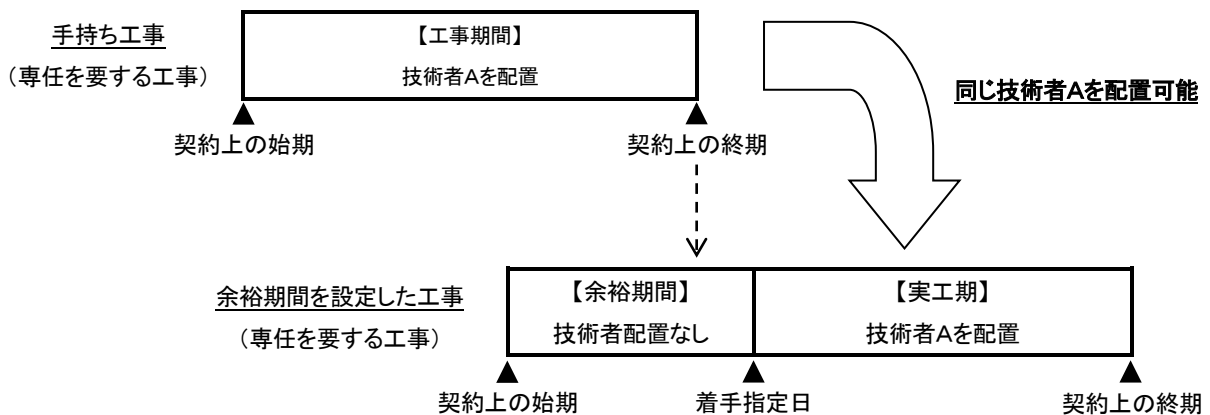 手持ち工事
（専任を要する工事）
【工事期間】
技術者Aを配置
▲
契約上の始期
▲
契約上の終期
同じ技術者Aを配置可能
余裕期間を設定した工事
（専任を要する工事）
【余裕期間】
技術者配置なし
【実工期】
技術者Aを配置
▲
契約上の始期
▲
着手指定日
▲
契約上の終期